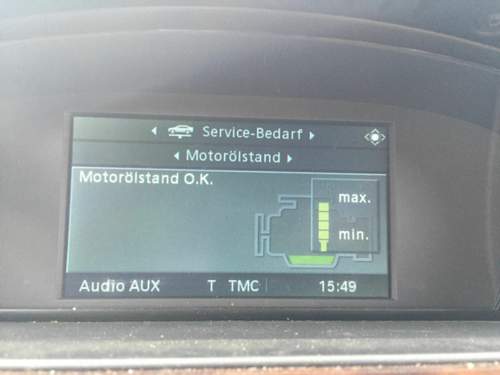 Service-Bedarf
Motorölstand
Motorölstand O.K.
max.
min.
Audio AUX T TMC 15:49